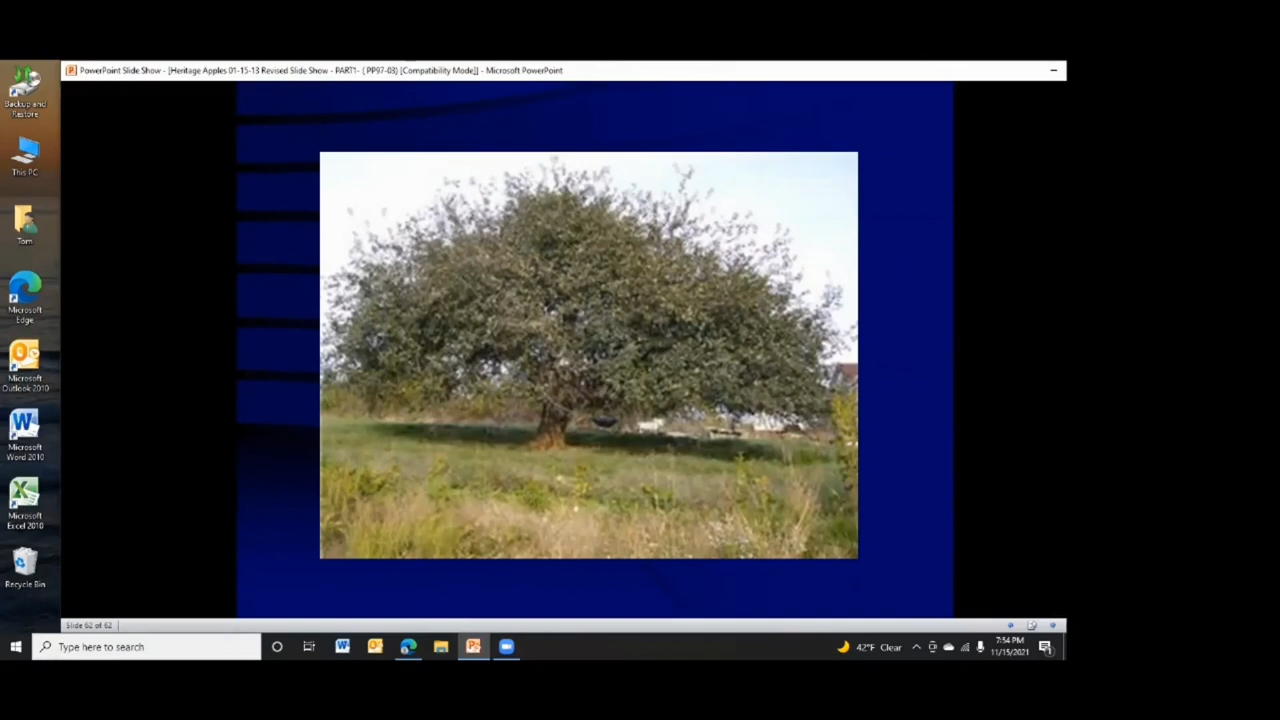 PowerPoint Slide Show - [Heritage Apples 01-15-13 Revised Slide Show - PART1- ( PP97-03) [Compatibility Mode]] - Microsoft PowerPoint
Backup and
Restore
This PC
Tom
Microsoft
Edge
Microsoft
Outlook 2010
Microsoft
Word 2010
Microsoft
Excel 2010
Recycle Bin
Slide 62 of 62
Type here to search
42°F Clear
7:54 PM
11/15/2021